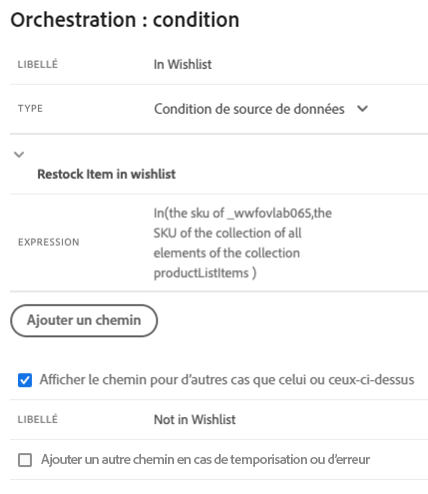 Orchestration : condition
LIBELLÉ In Wishlist
TYPE Condition de source de données
Restock Item in wishlist
EXPRESSION
In(the sku of _wwfovlab065,the
SKU of the collection of all
elements of the collection
productListItems )
Ajouter un chemin
Afficher le chemin pour d'autres cas que celui ou ceux-ci-dessus
LIBELLÉ Not in Wishlist
Ajouter un autre chemin en cas de temporisation ou d'erreur